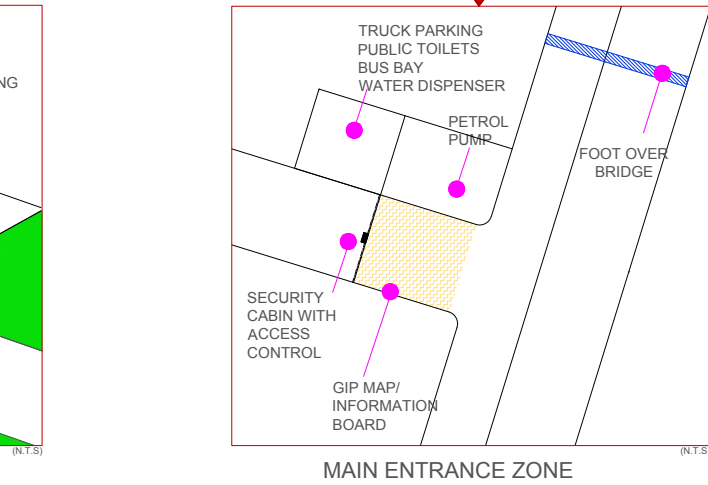 TRUCK PARKING
PUBLIC TOILETS
BUS BAY
WATER DISPENSER
NG
PETROL
PUMP
FOOT OVER
BRIDGE
SECURITY
CABIN WITH
ACCESS
CONTROL
GIP MAP/
INFORMATION
BOARD
(N.T.S)
(N.T.S)
MAIN ENTRANCE ZONE